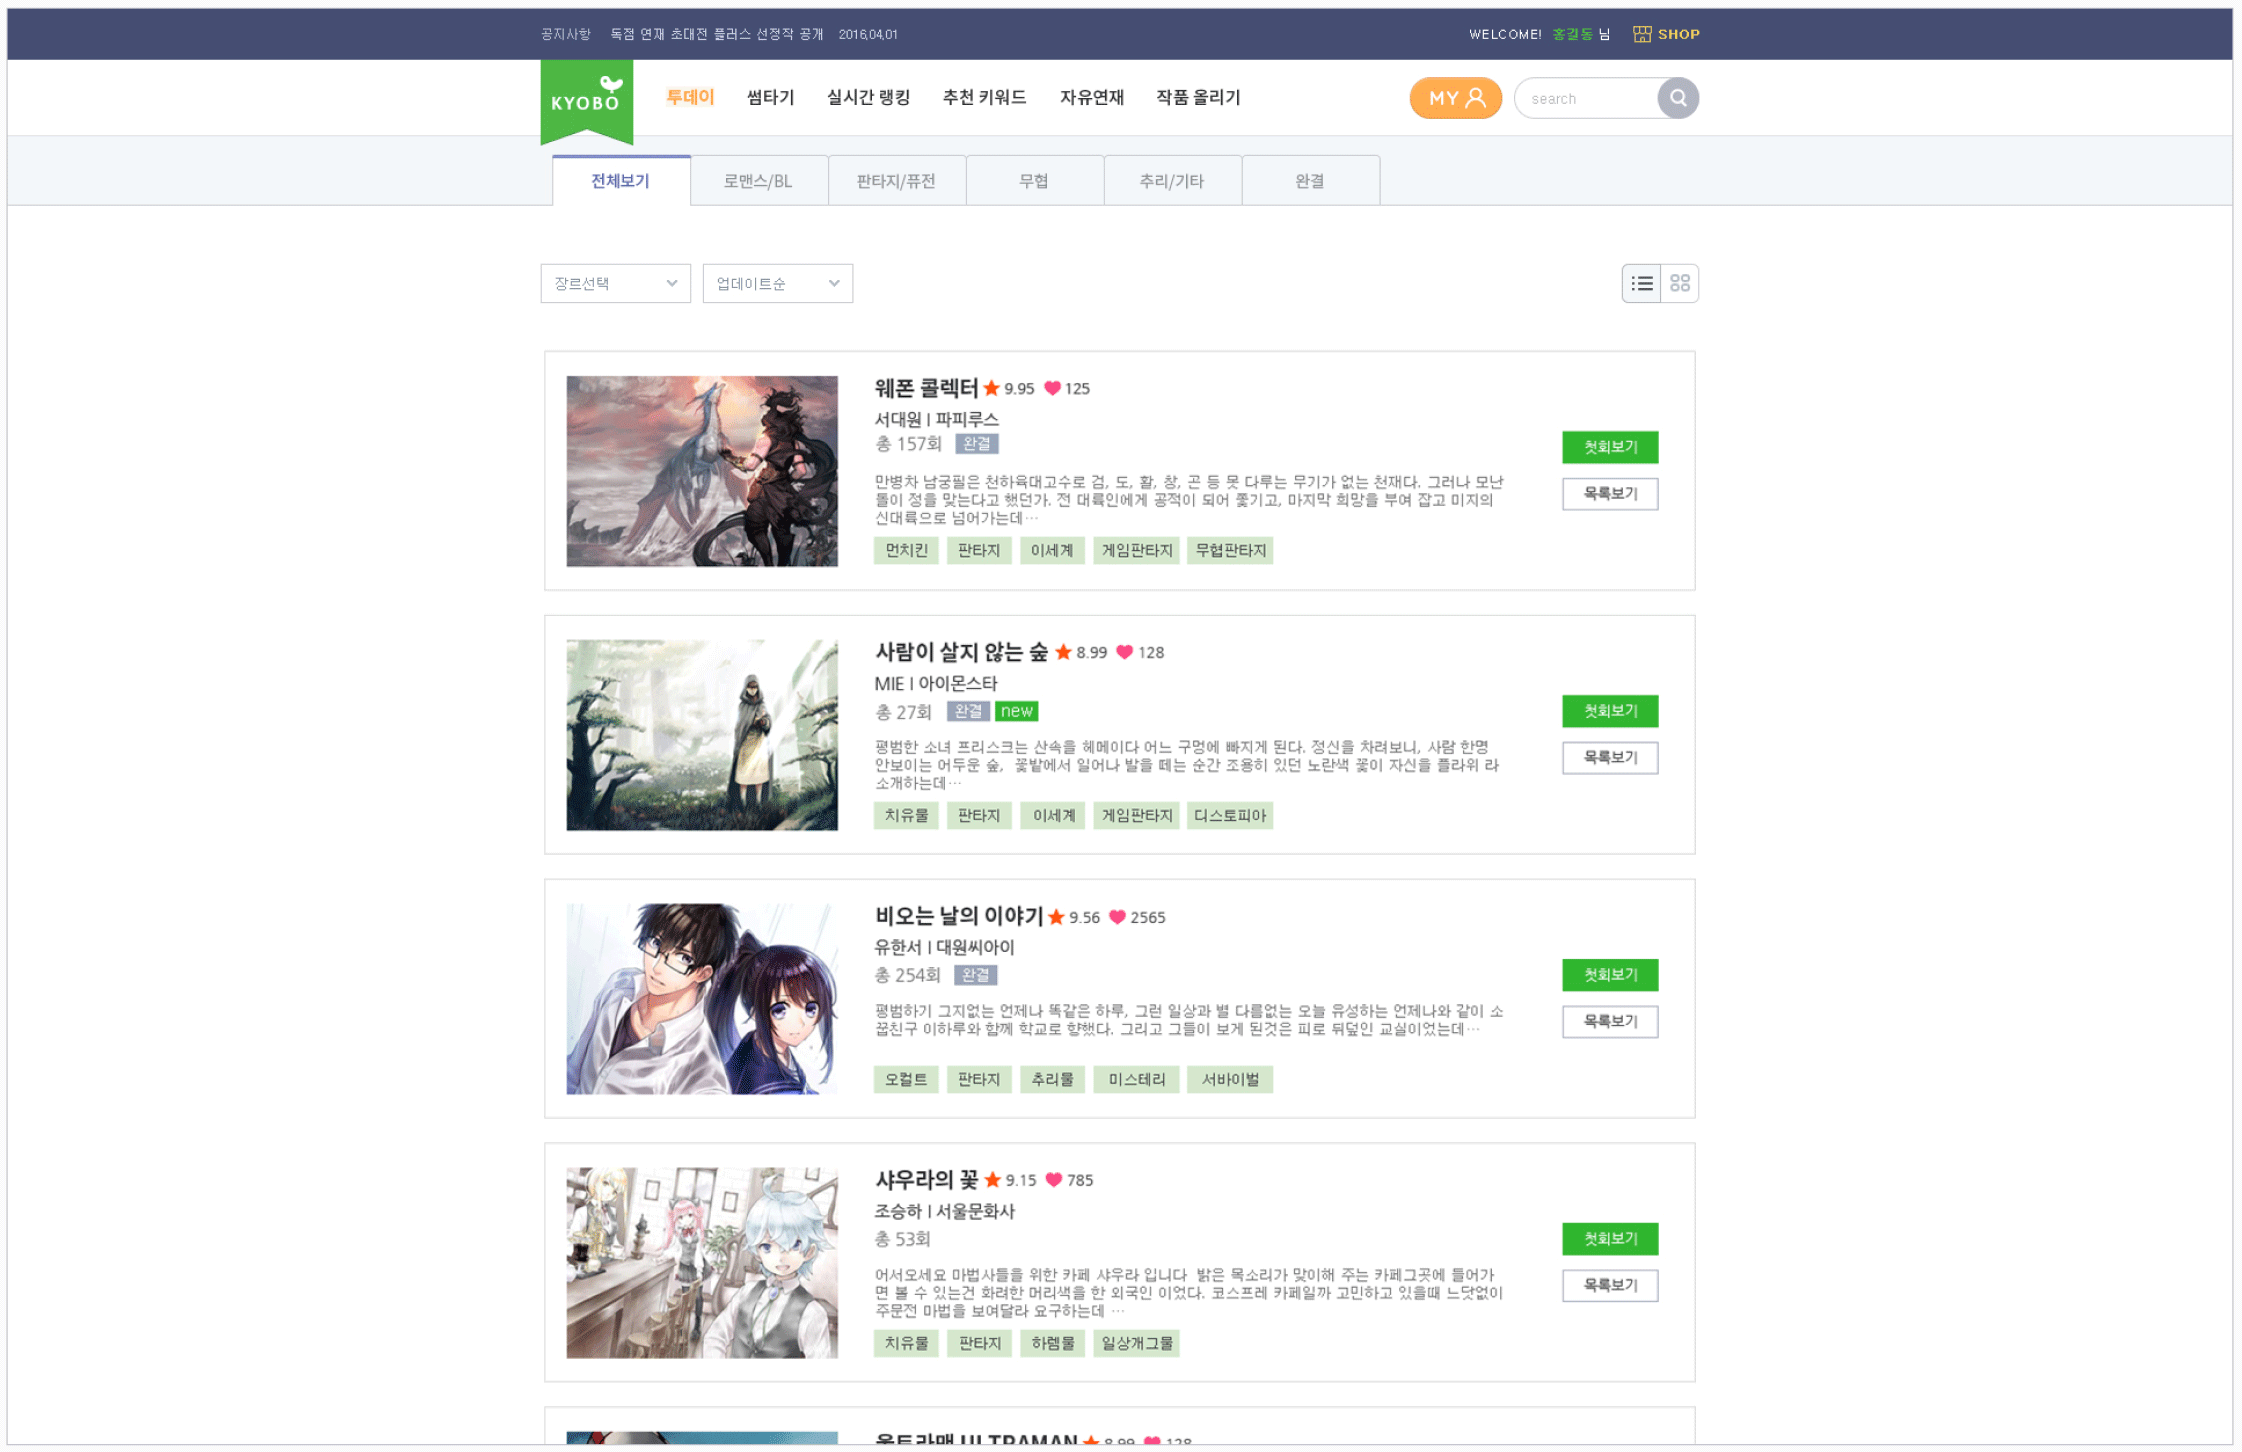 공지사항 독점 연재 초대전 플러스 선정작 공개 2016.04.01 WELCOME! 홍길동 님 SHOP
KYOBO 투데이 썸타기 실시간 랭킹 추천 키워드 자유연재 작품 올리기 MY search
전체보기 로맨스/BL 판타지/퓨전 무협 추리/기타 완결
장르선택 업데이트순
웨폰 콜렉터 9.95 125
서대원 | 파피루스
총 157회 완결
첫회보기
만병차 남궁필은 천하육대고수로 검, 도, 활, 창, 곤 등 못 다루는 무기가 없는 천재다. 그러나 모난
돌이 정을 맞는다고 했던가. 전 대륙인에게 공적이 되어 쫓기고, 마지막 희망을 부여 잡고 미지의
신대륙으로 넘어가는데…
목록보기
먼치킨 판타지 이세계 게임판타지 무협판타지
사람이 살지 않는 숲 8.99 128
MIE | 아이몬스타
총 27회 완결 new
첫회보기
평범한 소녀 프리스크는 산속을 헤메이다 어느 구멍에 빠지게 된다. 정신을 차려보니, 사람 한명
안보이는 어두운 숲, 꽃밭에서 일어나 발을 떼는 순간 조용히 있던 노란색 꽃이 자신을 플라위 라
소개하는데…
목록보기
치유물 판타지 이세계 게임판타지 디스토피아
비오는 날의 이야기 9.56 2565
유한서 | 대원씨아이
총 254회 완결
첫회보기
평범하기 그지없는 언제나 똑같은 하루, 그런 일상과 별 다름없는 오늘 유성하는 언제나와 같이 소
꿉친구 이하루와 함께 학교로 향했다. 그리고 그들이 보게 된것은 피로 뒤덮인 교실이었는데…
목록보기
오컬트 판타지 추리물 미스테리 서바이벌
샤우라의 꽃 9.15 785
조승하 | 서울문화사
총 53회
첫회보기
어서오세요 마법사들을 위한 카페 샤우라 입니다 밝은 목소리가 맞이해 주는 카페그곳에 들어가
면 볼 수 있는건 화려한 머리색을 한 외국인 이었다. 코스프레 카페일까 고민하고 있을때 느닷없이
주문전 마법을 보여달라 요구하는데 …
목록보기
치유물 판타지 하렘물 일상개그물
울트라맨 ULTRAMAN 8.99 128